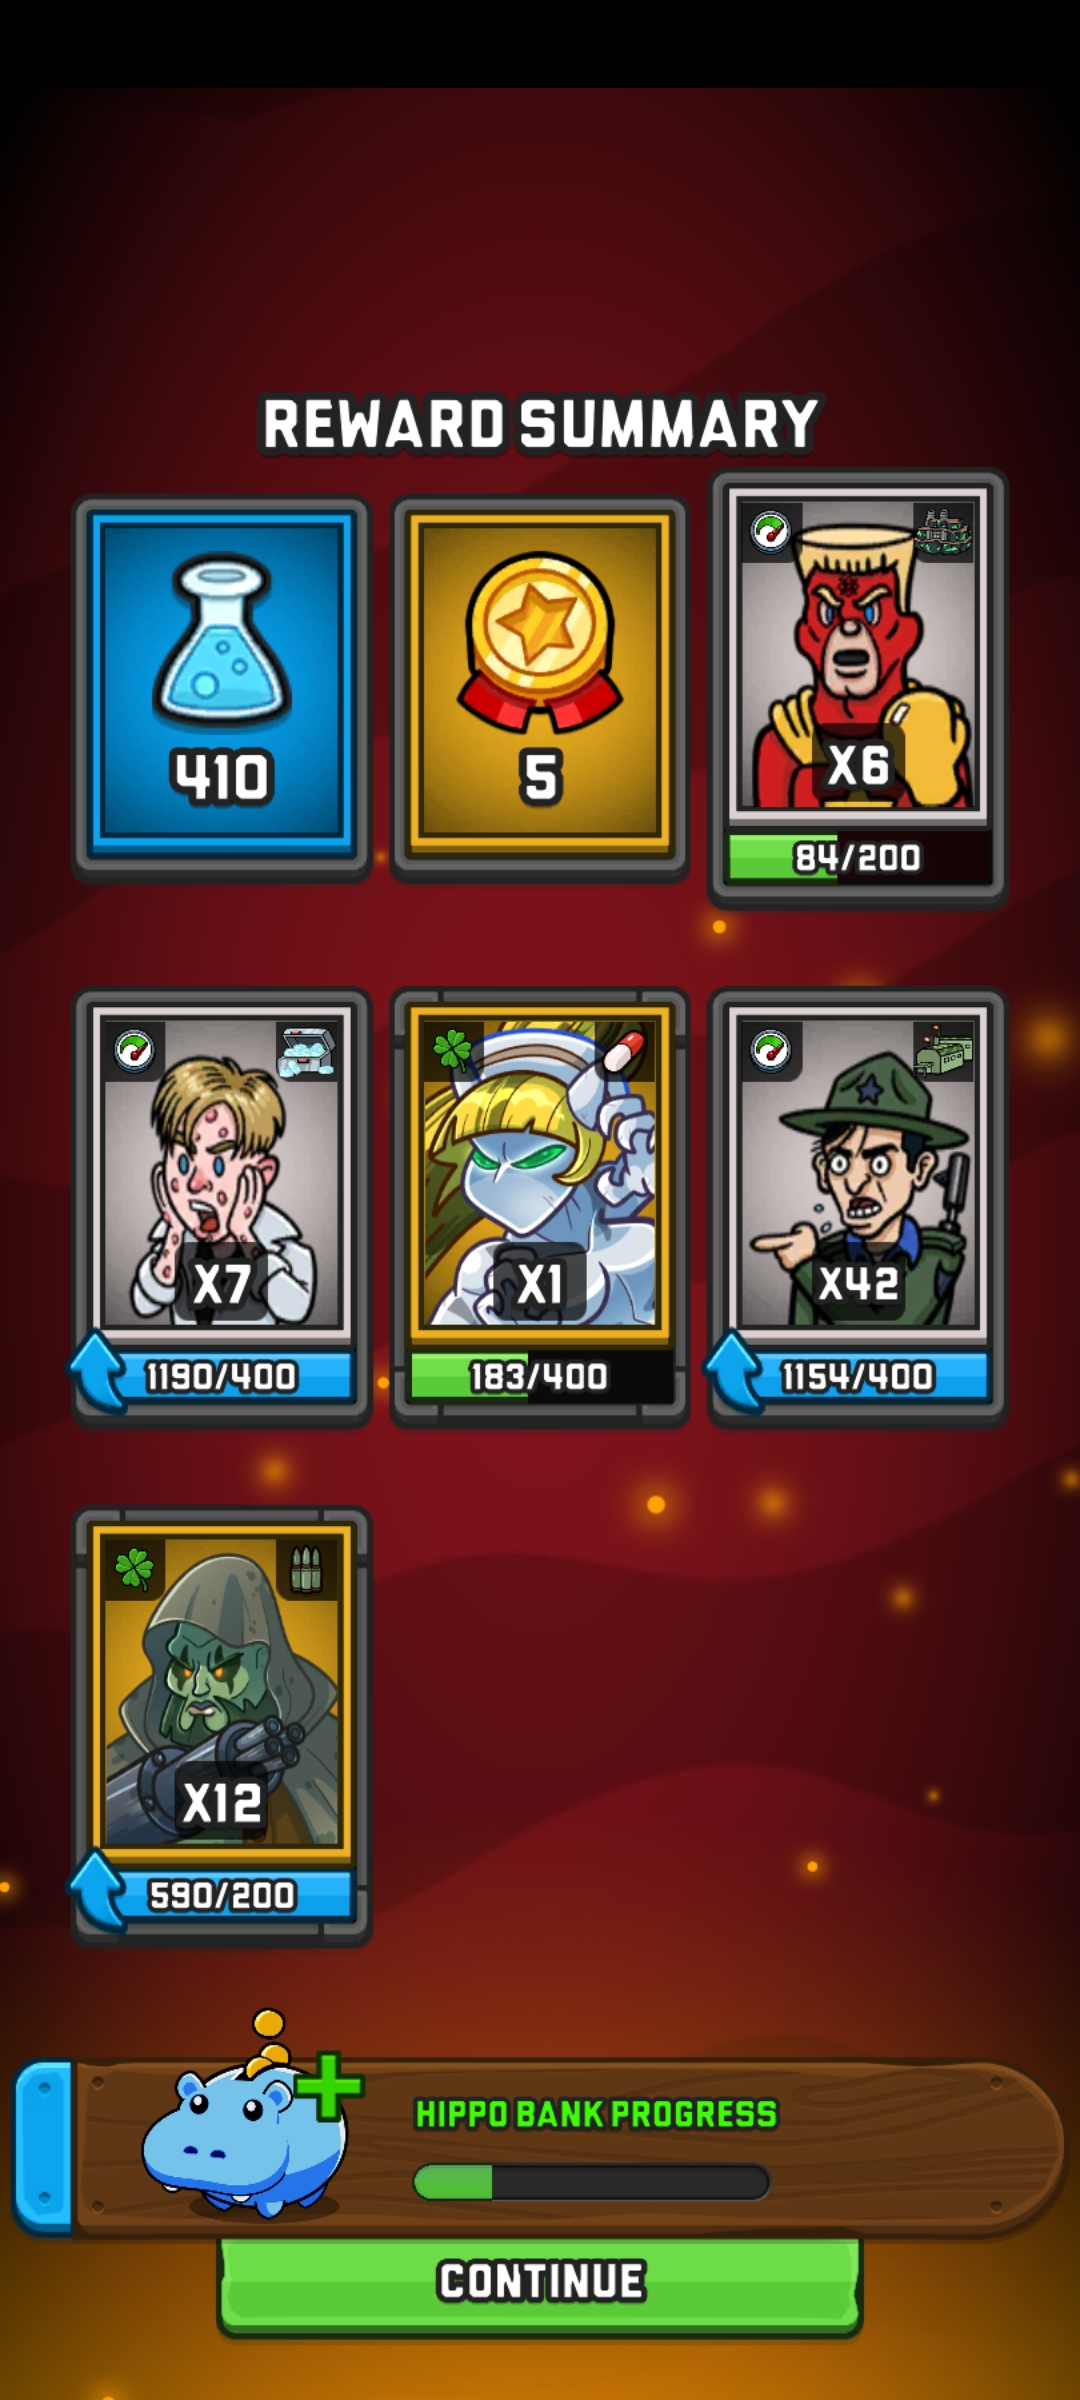 REWARD SUMMARY
410
5
X6
84/200
X7
1190/400
X1
183/400
X42
1154/400
X12
590/200
HIPPO BANK PROGRESS
CONTINUE